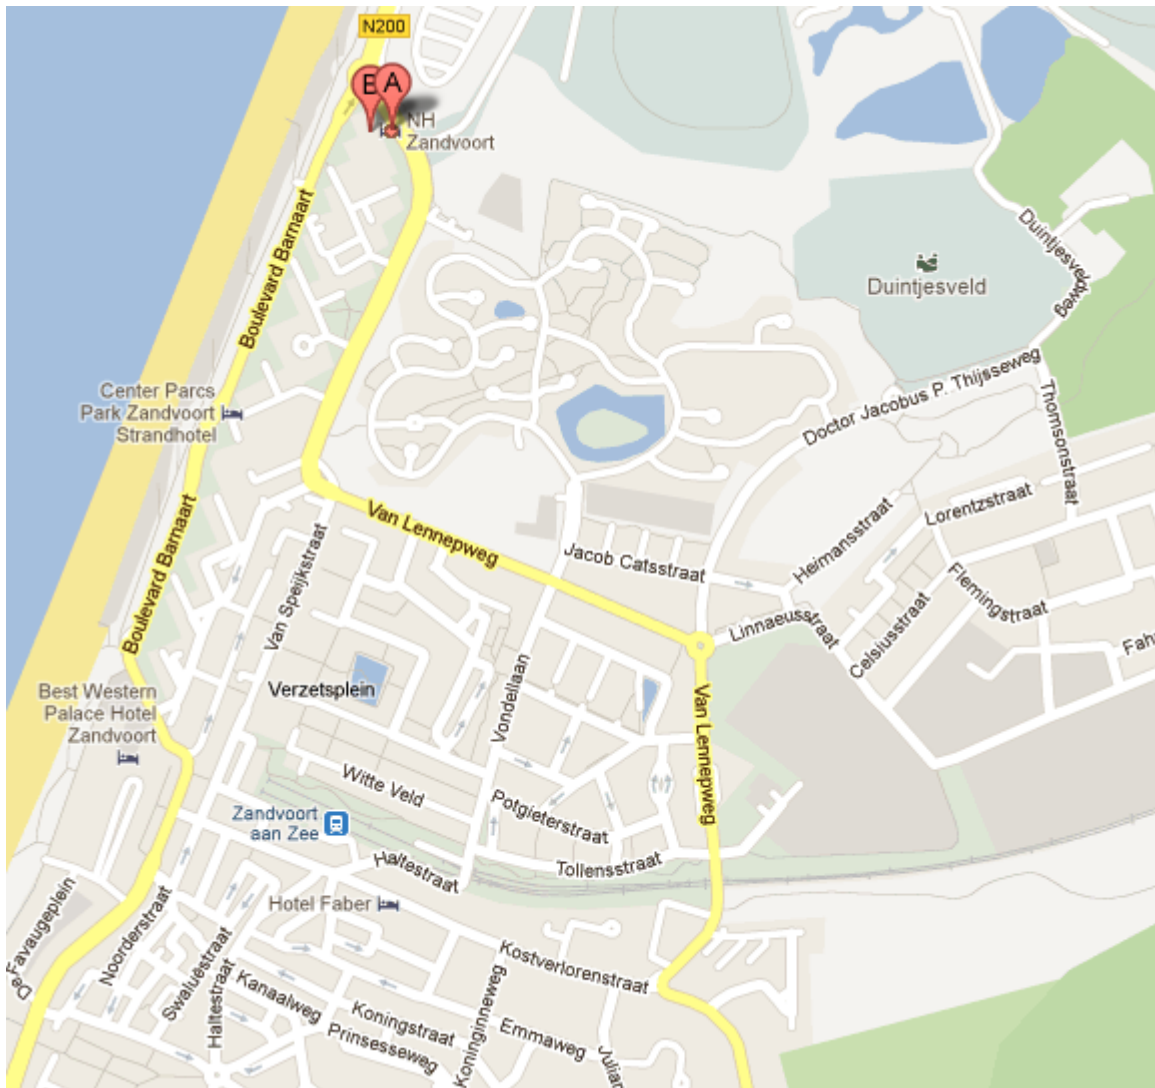 N200
B
A
NH
Zandvoort
Boulevard Barnaart
Duintjesveldweg
Duintjesveld
Center Parcs
Park Zandvoort
Strandhotel
Doctor Jacobus P. Thijsseweg
Thomsonstraat
Boulevard Barnaart
Van Lennepweg
Van Speijkstraat
Jacob Catsstraat
Heimansstraat
Lorentzstraat
Flemingstraat
Linnaeusstraat
Celsiusstraat
Faha
Best Western
Palace Hotel
Zandvoort
Verzetsplein
Vondellaan
Van Lennepweg
Witte Veld
Potgieterstraat
Zandvoort
aan Zee
Haltestraat
Tollensstraat
Hotel Faber
De Favaugeplein
Noorderstraat
Swaluëstraat
Haltestraat
Kanaalweg
Koningstraat
Prinsesseweg
Koninginneweg
Kostverlorenstraat
Emmaweg
Julian